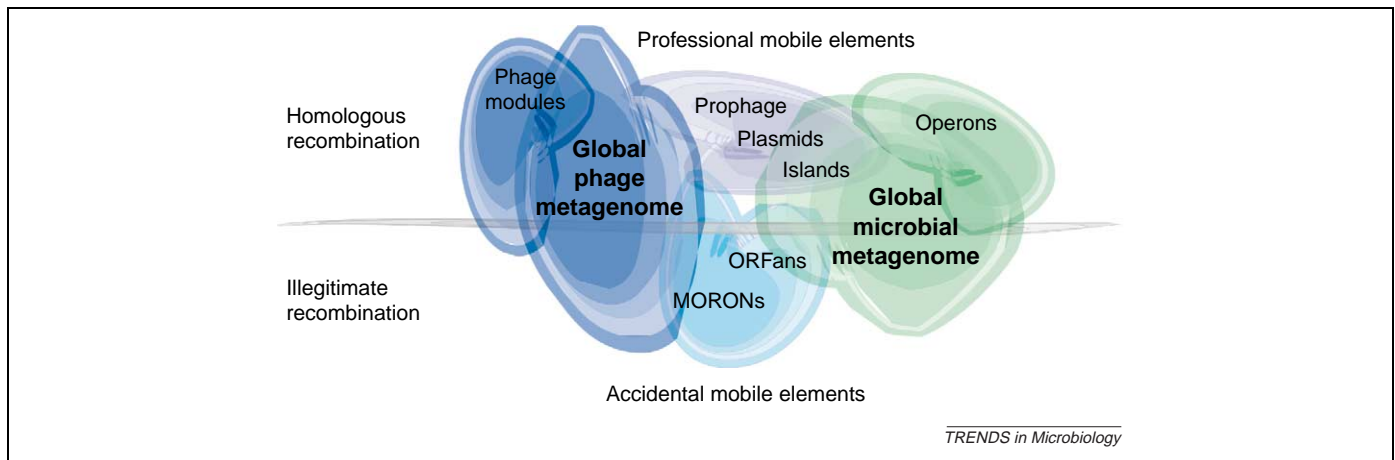 Professional mobile elements
Phage
modules
Homologous
recombination
Prophage
Plasmids
Islands
Operons
Global
phage
metagenome
Global
microbial
metagenome
ORFans
MORONs
Illegitimate
recombination
Accidental mobile elements
TRENDS in Microbiology